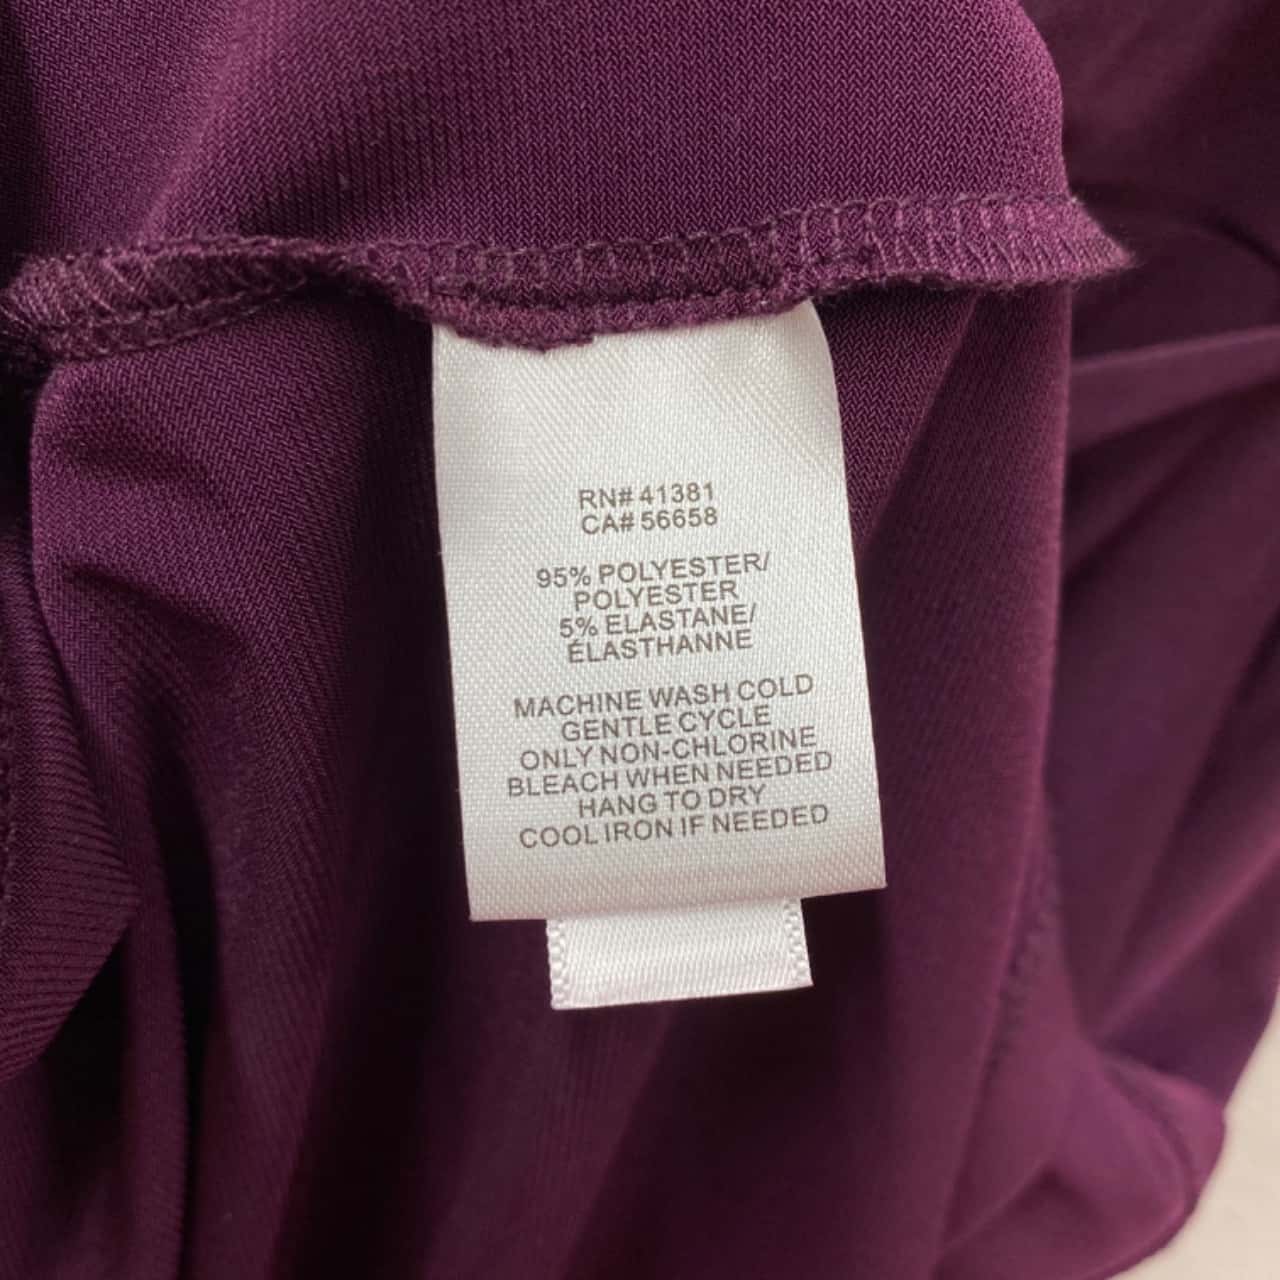 RN# 41381
CA# 56658
95% POLYESTER/
POLYESTER
5% ELASTANE/
ÉLASTHANNE
MACHINE WASH COLD
GENTLE CYCLE
ONLY NON-CHLORINE
BLEACH WHEN NEEDED
HANG TO DRY
COOL IRON IF NEEDED